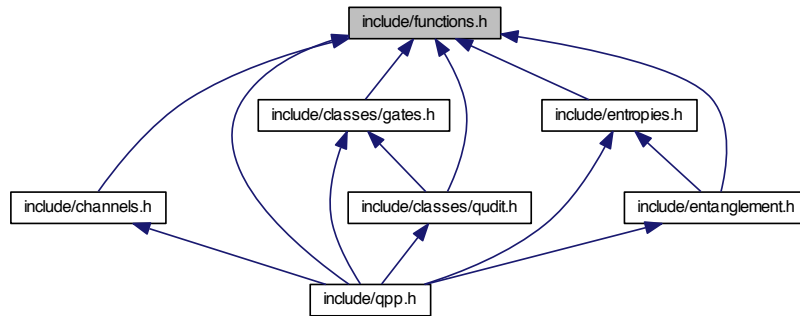 include/functions.h
include/classes/gates.h
include/entropies.h
include/channels.h
include/classes/qudit.h
include/entanglement.h
include/qpp.h